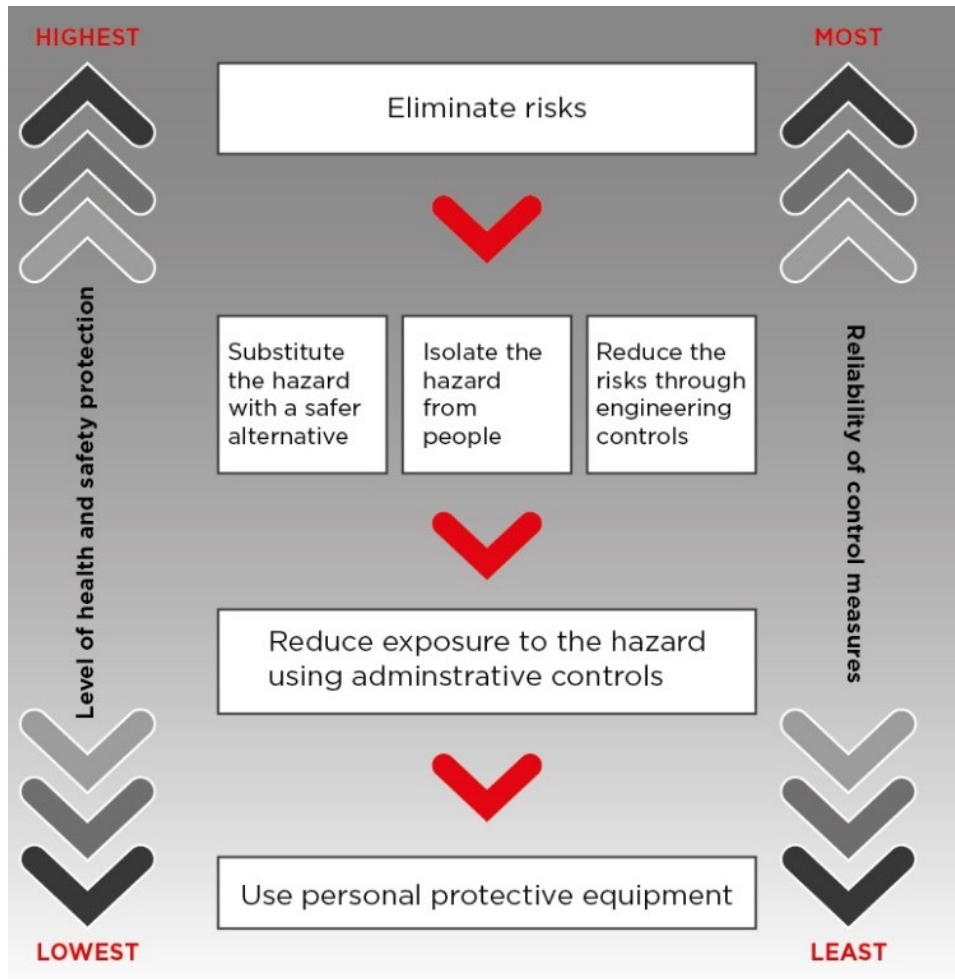 HIGHEST
MOST
Eliminate risks
Substitute
the hazard
with a safer
alternative
Isolate the
hazard
from
people
Reduce the
risks through
engineering
controls
Level of health and safety protection
Reliability of control measures
Reduce exposure to the hazard
using adminstrative controls
Use personal protective equipment
LOWEST
LEAST